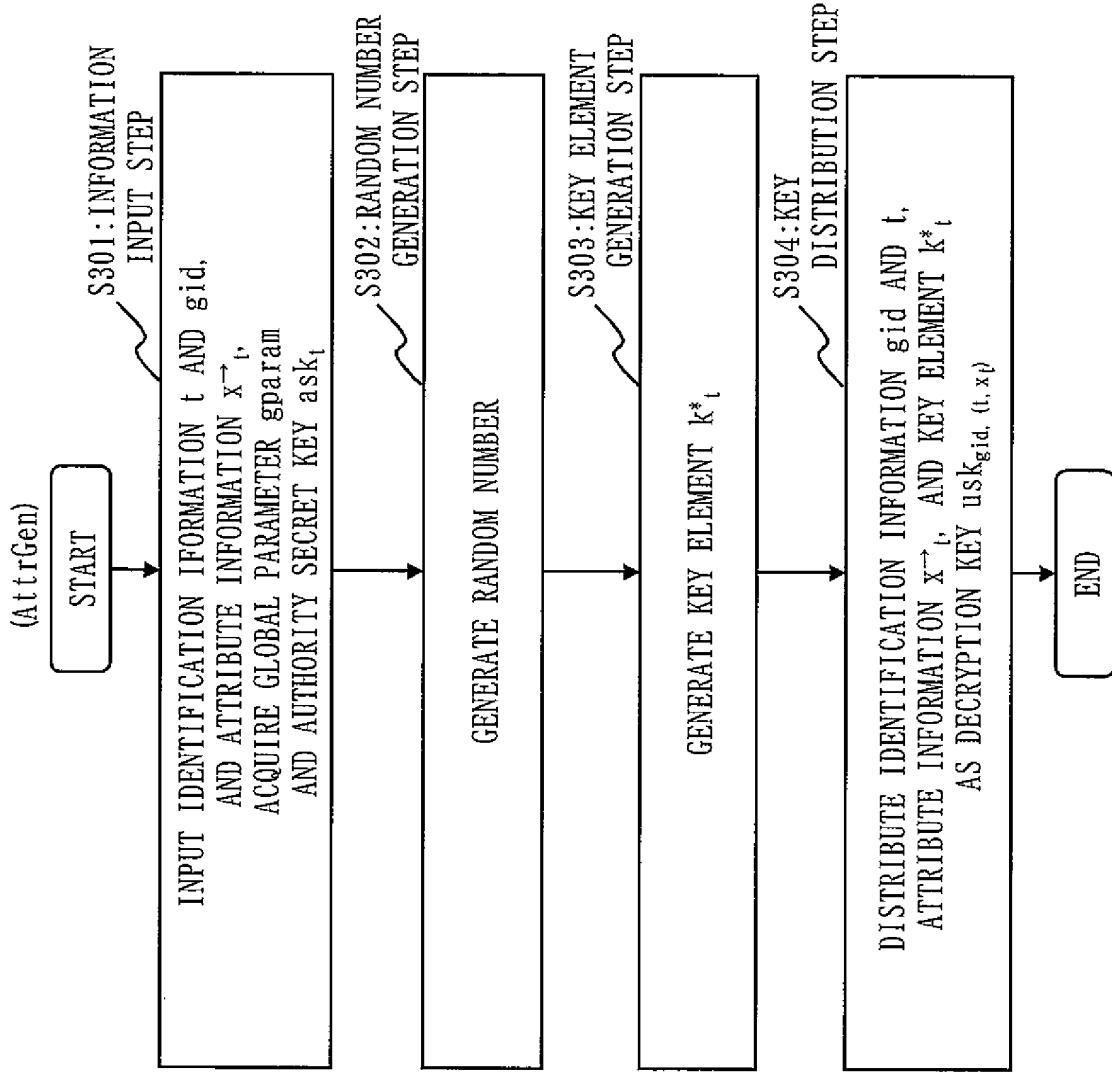 (AttrGen)
START
S301:INFORMATION
INPUT STEP
INPUT IDENTIFICATION IFORMATION t AND gid,
AND ATTRIBUTE INFORMATION x→t,
ACQUIRE GLOBAL PARAMETER gparam
AND AUTHORITY SECRET KEY askt
S302:RANDOM NUMBER
GENERATION STEP
GENERATE RANDOM NUMBER
S303:KEY ELEMENT
GENERATION STEP
GENERATE KEY ELEMENT k*t
S304:KEY
DISTRIBUTION STEP
DISTRIBUTE IDENTIFICATION INFORMATION gid AND t,
ATTRIBUTE INFORMATION x→t, AND KEY ELEMENT k*t
AS DECRYPTION KEY uskgid, (t, xt)
END